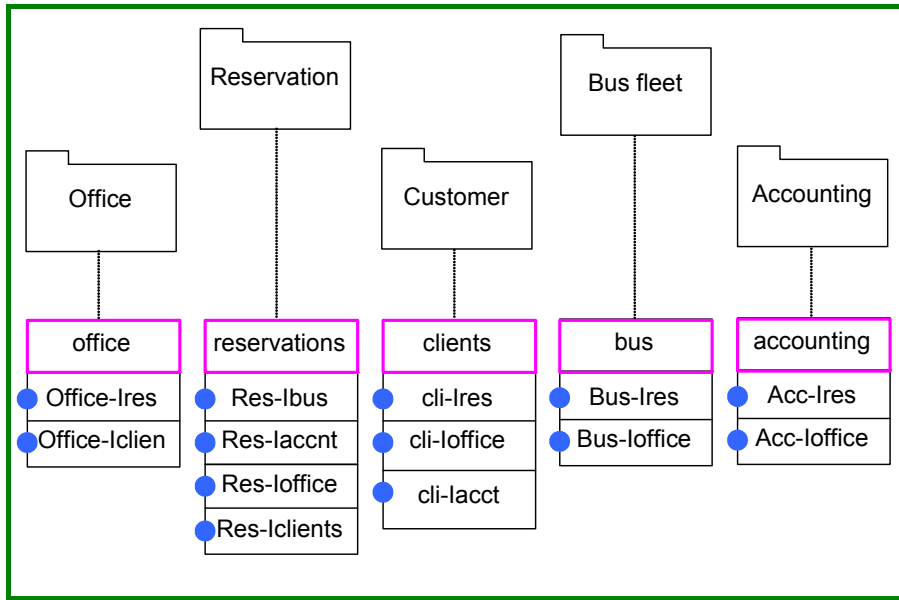 Reservation
Bus fleet
Office
Customer
Accounting
office
reservations
clients
bus
accounting
Office-Ires
Res-Ibus
cli-Ires
Bus-Ires
Acc-Ires
Office-Iclien
Res-Iaccnt
cli-Ioffice
Bus-Ioffice
Acc-Ioffice
Res-Ioffice
cli-Iacct
Res-Iclients